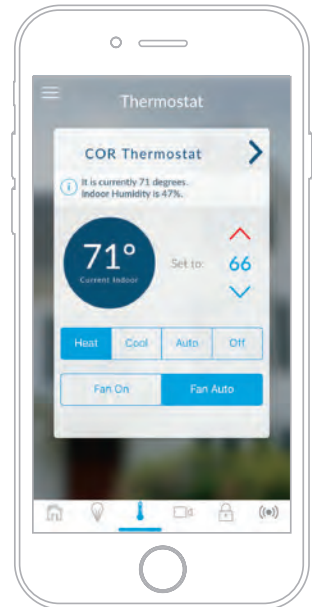 Thermostat
COR Thermostat
It is currently 71 degrees.
Indoor Humidity is 47%.
71°
Current Indoor
Set to:
66
Heat Cool Auto Off
Fan On Fan Auto